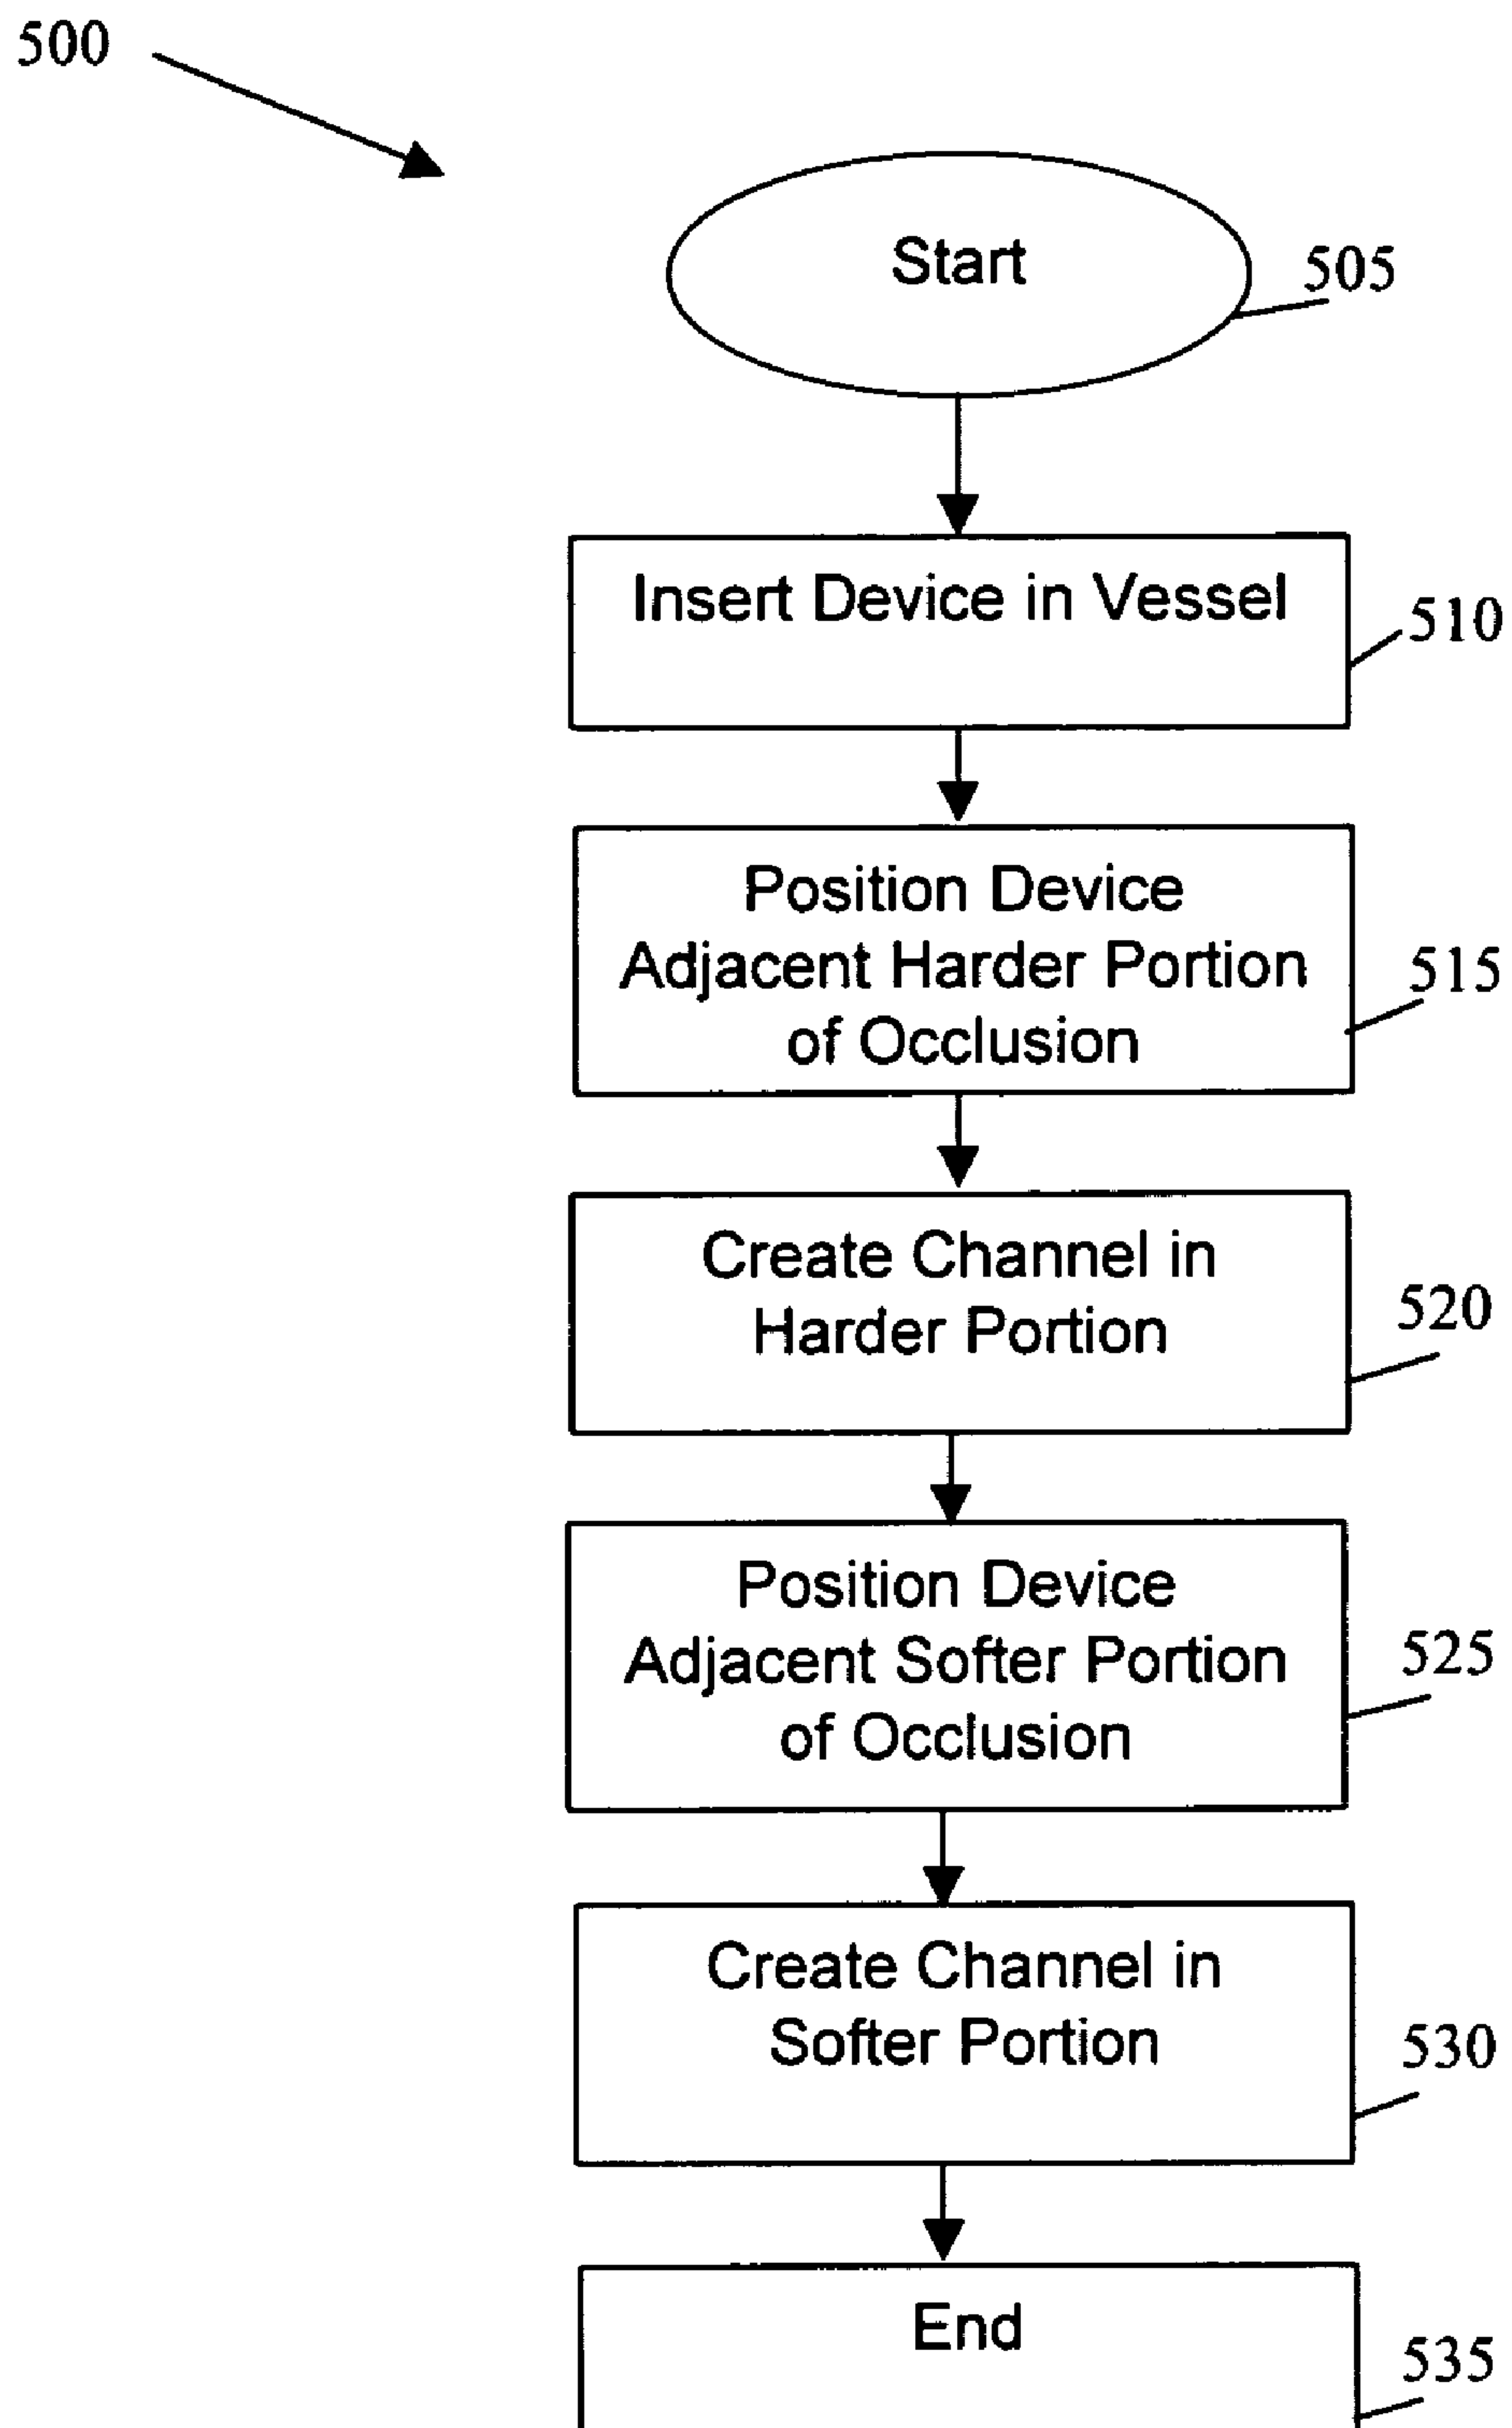 500
Start
505
Insert Device in Vessel
510
Position Device
Adjacent Harder Portion
of Occlusion
515
Create Channel in
Harder Portion
520
Position Device
Adjacent Softer Portion
of Occlusion
525
Create Channel in
Softer Portion
530
End
535